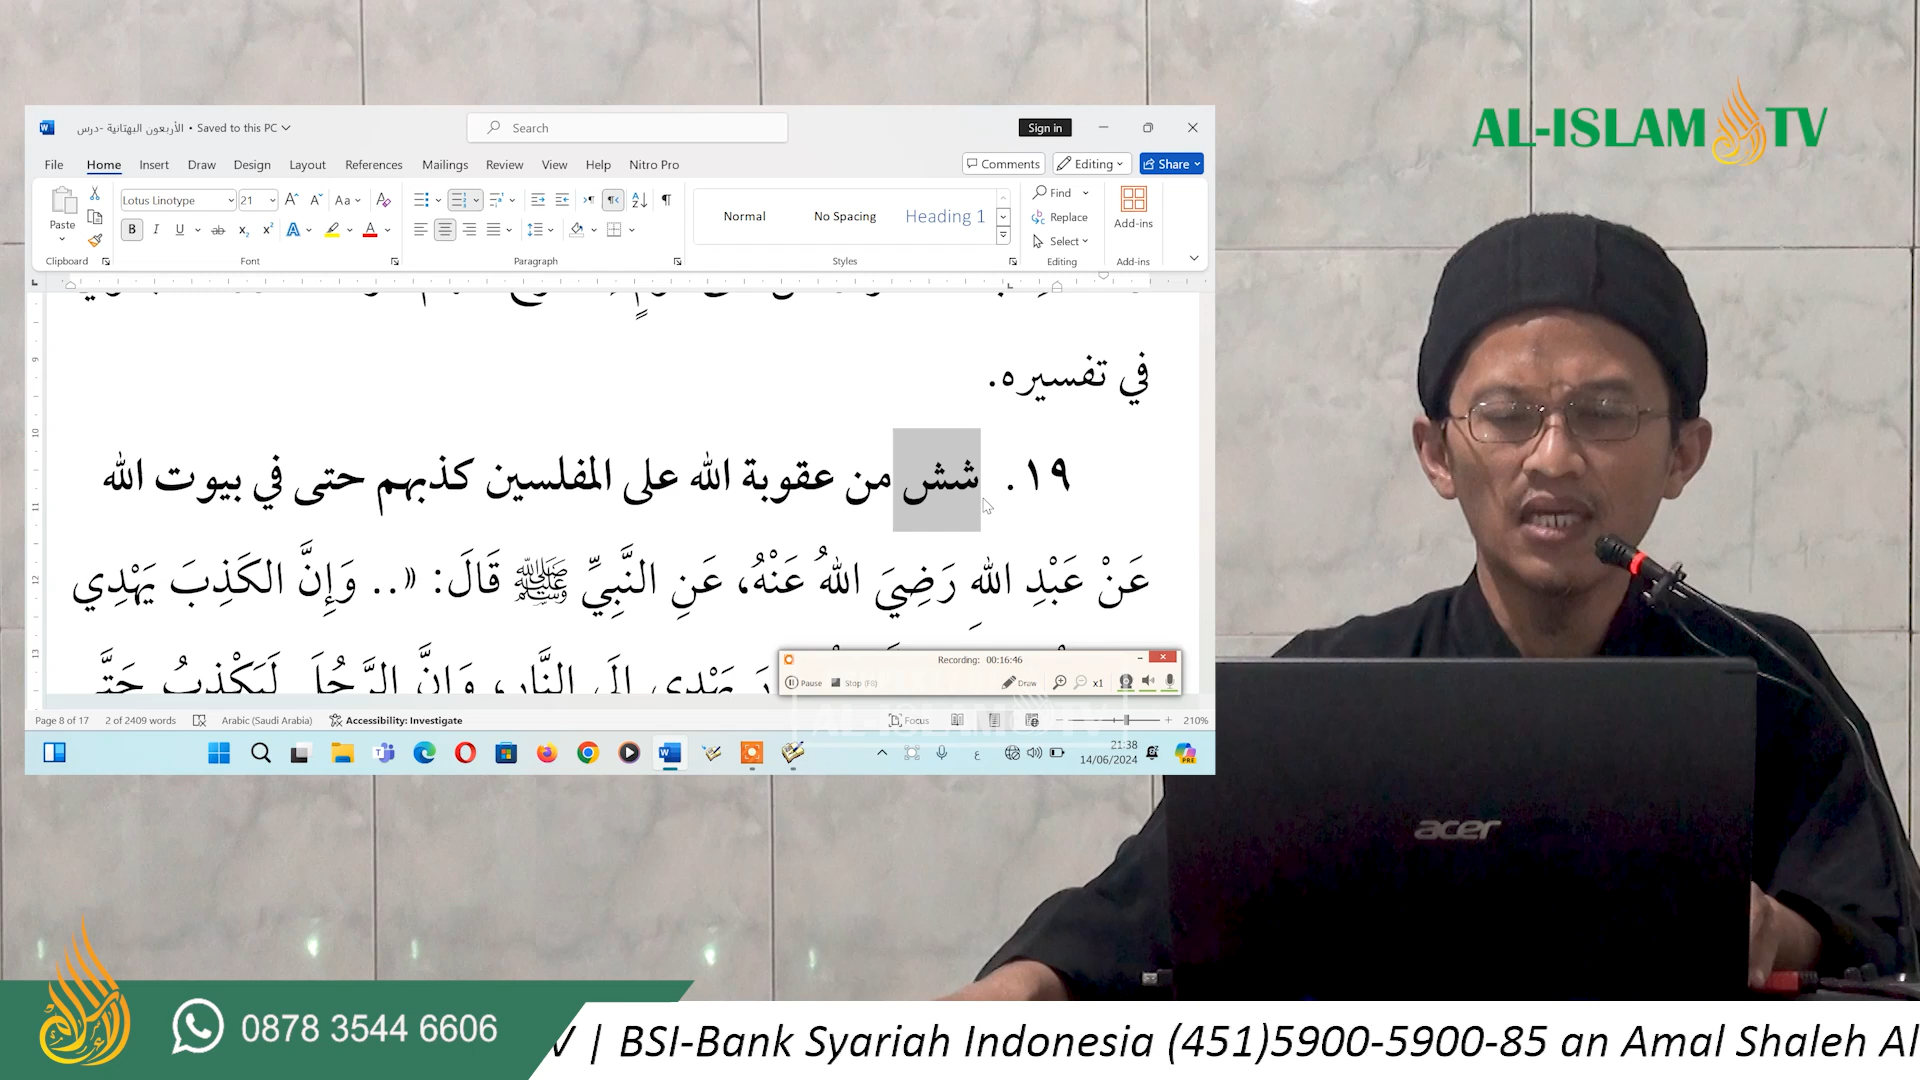 الأربعون البهتانية -درس • Saved to this PC
Search
Sign in
File Home Insert Draw Design Layout References Mailings Review View Help Nitro Pro
Comments Editing Share
Paste
Lotus Linotype 21
Normal
No Spacing
Heading 1
Find
Replace
Select
Add-ins
Clipboard Font Paragraph Styles Editing Add-ins
في تفسيره.
١٩. شش من عقوبة الله على المفلسين كذبهم حتى في بيوت الله
عَنْ عَبْدِ اللهِ رَضِيَ اللهُ عَنْهُ، عَنِ النَّبِيِّ ﷺ قَالَ: «.. وَإِنَّ الكَذِبَ يَهْدِي
يَهْدِي إِلَى النَّارِ، وَإِنَّ الرَّجُلَ لَيَكْذِبُ حَتَّى
Recording: 00:16:46
Pause Stop (F8) Draw x1
Page 8 of 17 2 of 2409 words Arabic (Saudi Arabia) Accessibility: Investigate Focus 210%
21:38
14/06/2024
AL-ISLAM TV
acer
0878 3544 6606
V | BSI-Bank Syariah Indonesia (451)5900-5900-85 an Amal Shaleh Al